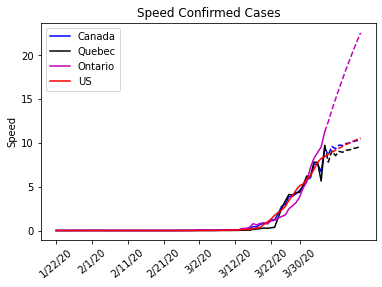 Speed Confirmed Cases
Canada
Quebec
Ontario
US
Speed
20
15
10
5
0
1/22/20
2/1/20
2/11/20
2/21/20
3/2/20
3/12/20
3/22/20
3/30/20